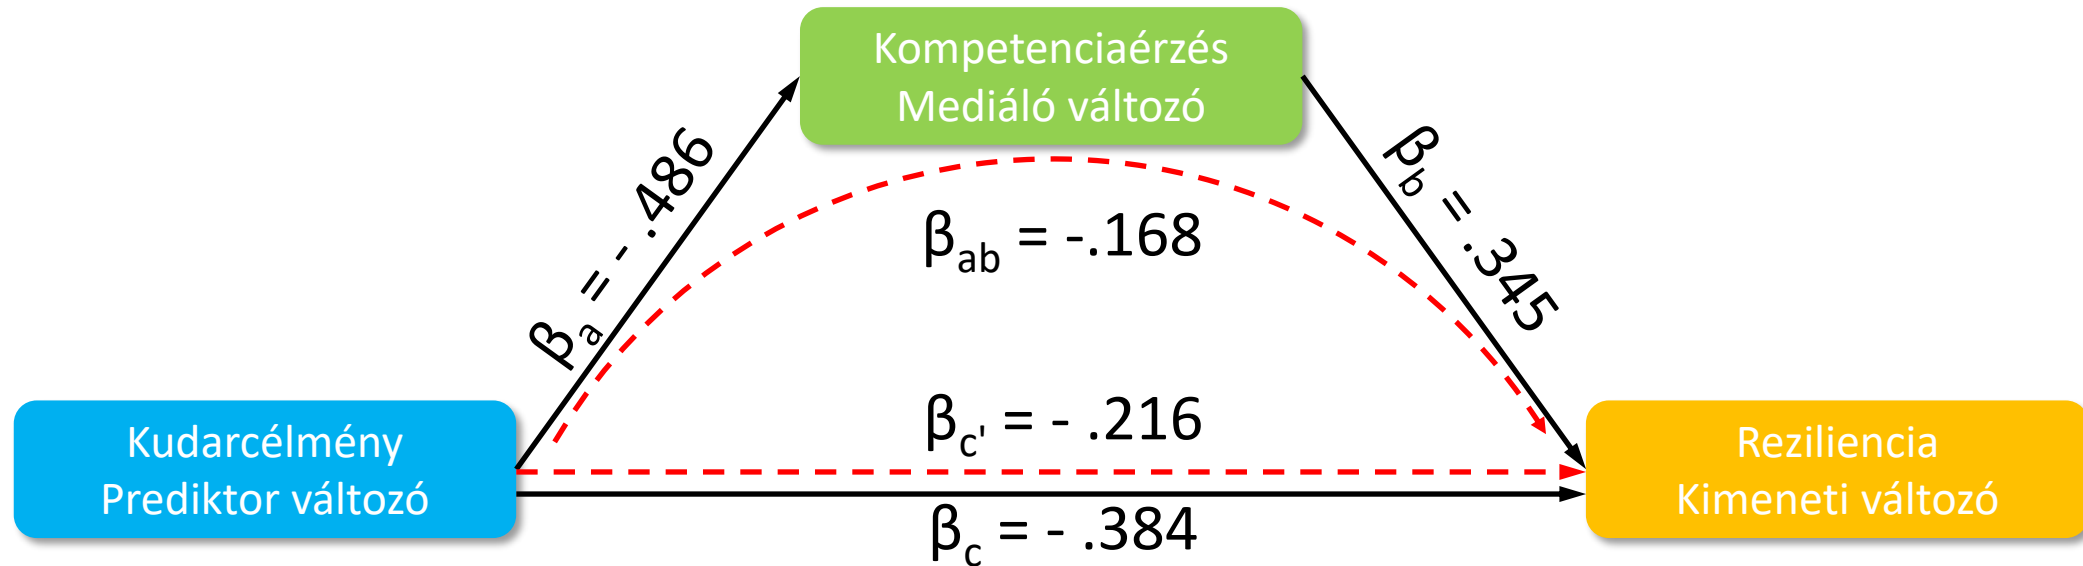 Kompetenciaérzés
Mediáló változó
βa = - .486
βb = .345
βab = -.168
βc' = - .216
βc = - .384
Kudarcélmény
Prediktor változó
Reziliencia
Kimeneti változó